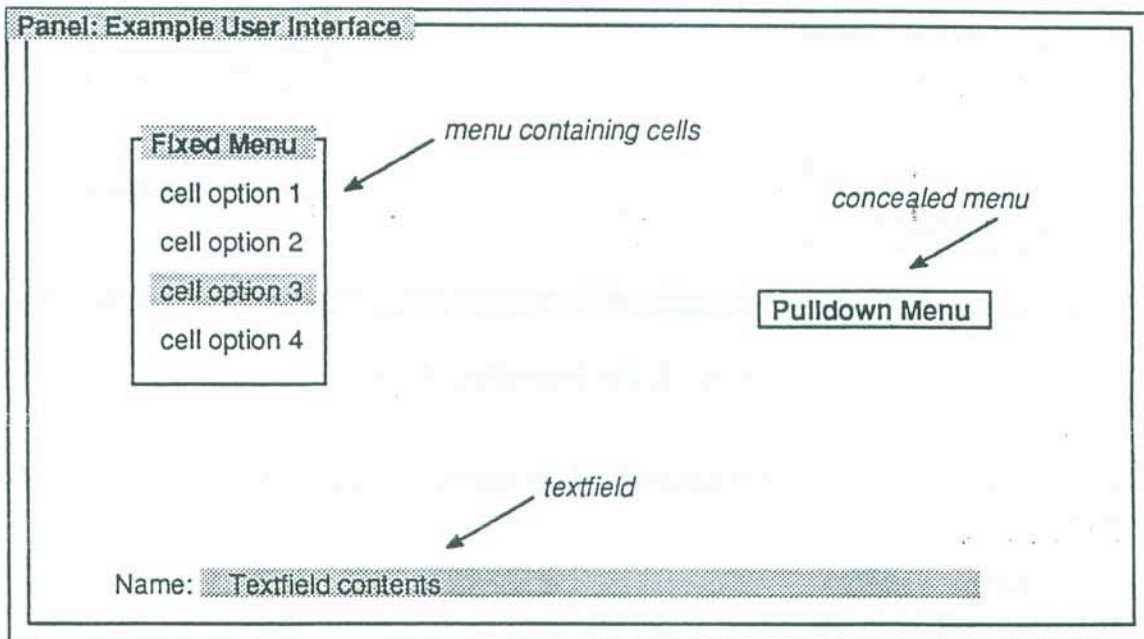 Panel: Example User Interface
menu containing cells
Fixed Menu
cell option 1
concealed menu
cell option 2
cell option 3
Pulldown Menu
cell option 4
textfield
Name: Textfield contents